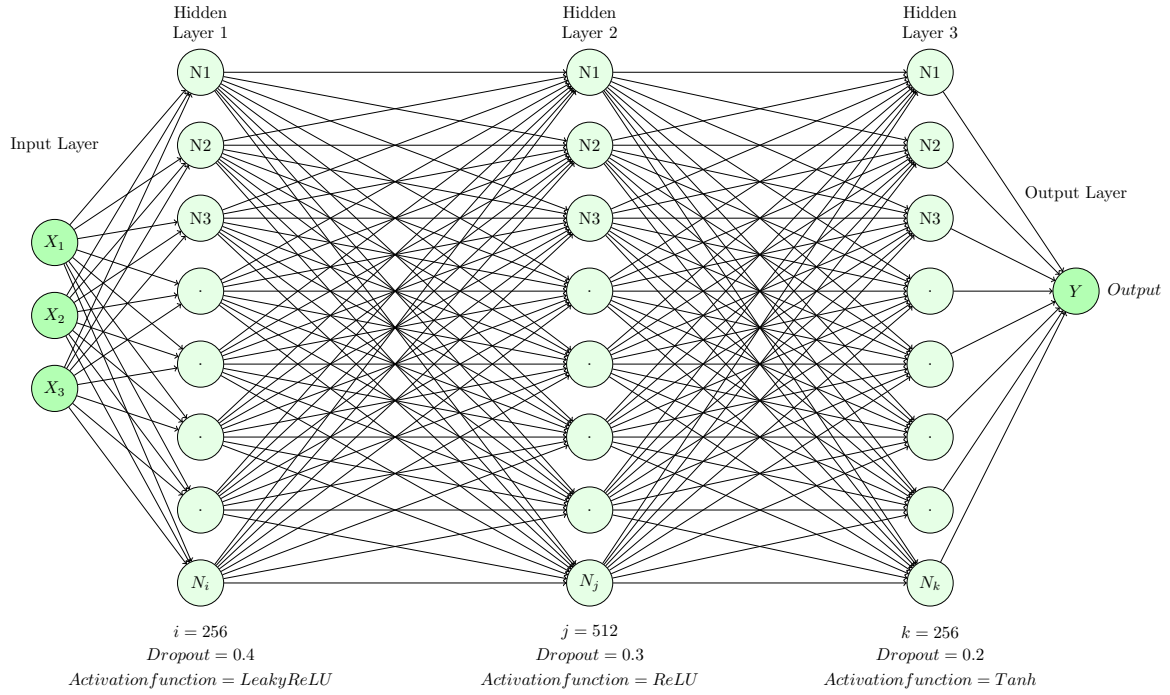 Hidden
Layer 1
Hidden
Layer 2
Hidden
Layer 3
Input Layer
Output Layer
X₁
X₂
X₃
N1
N2
N3
·
·
·
·
Nᵢ
N1
N2
N3
·
·
·
·
Nⱼ
N1
N2
N3
·
·
·
·
Nₖ
Y
Output
i = 256
Dropout = 0.4
Activationfunction = LeakyReLU
j = 512
Dropout = 0.3
Activationfunction = ReLU
k = 256
Dropout = 0.2
Activationfunction = Tanh